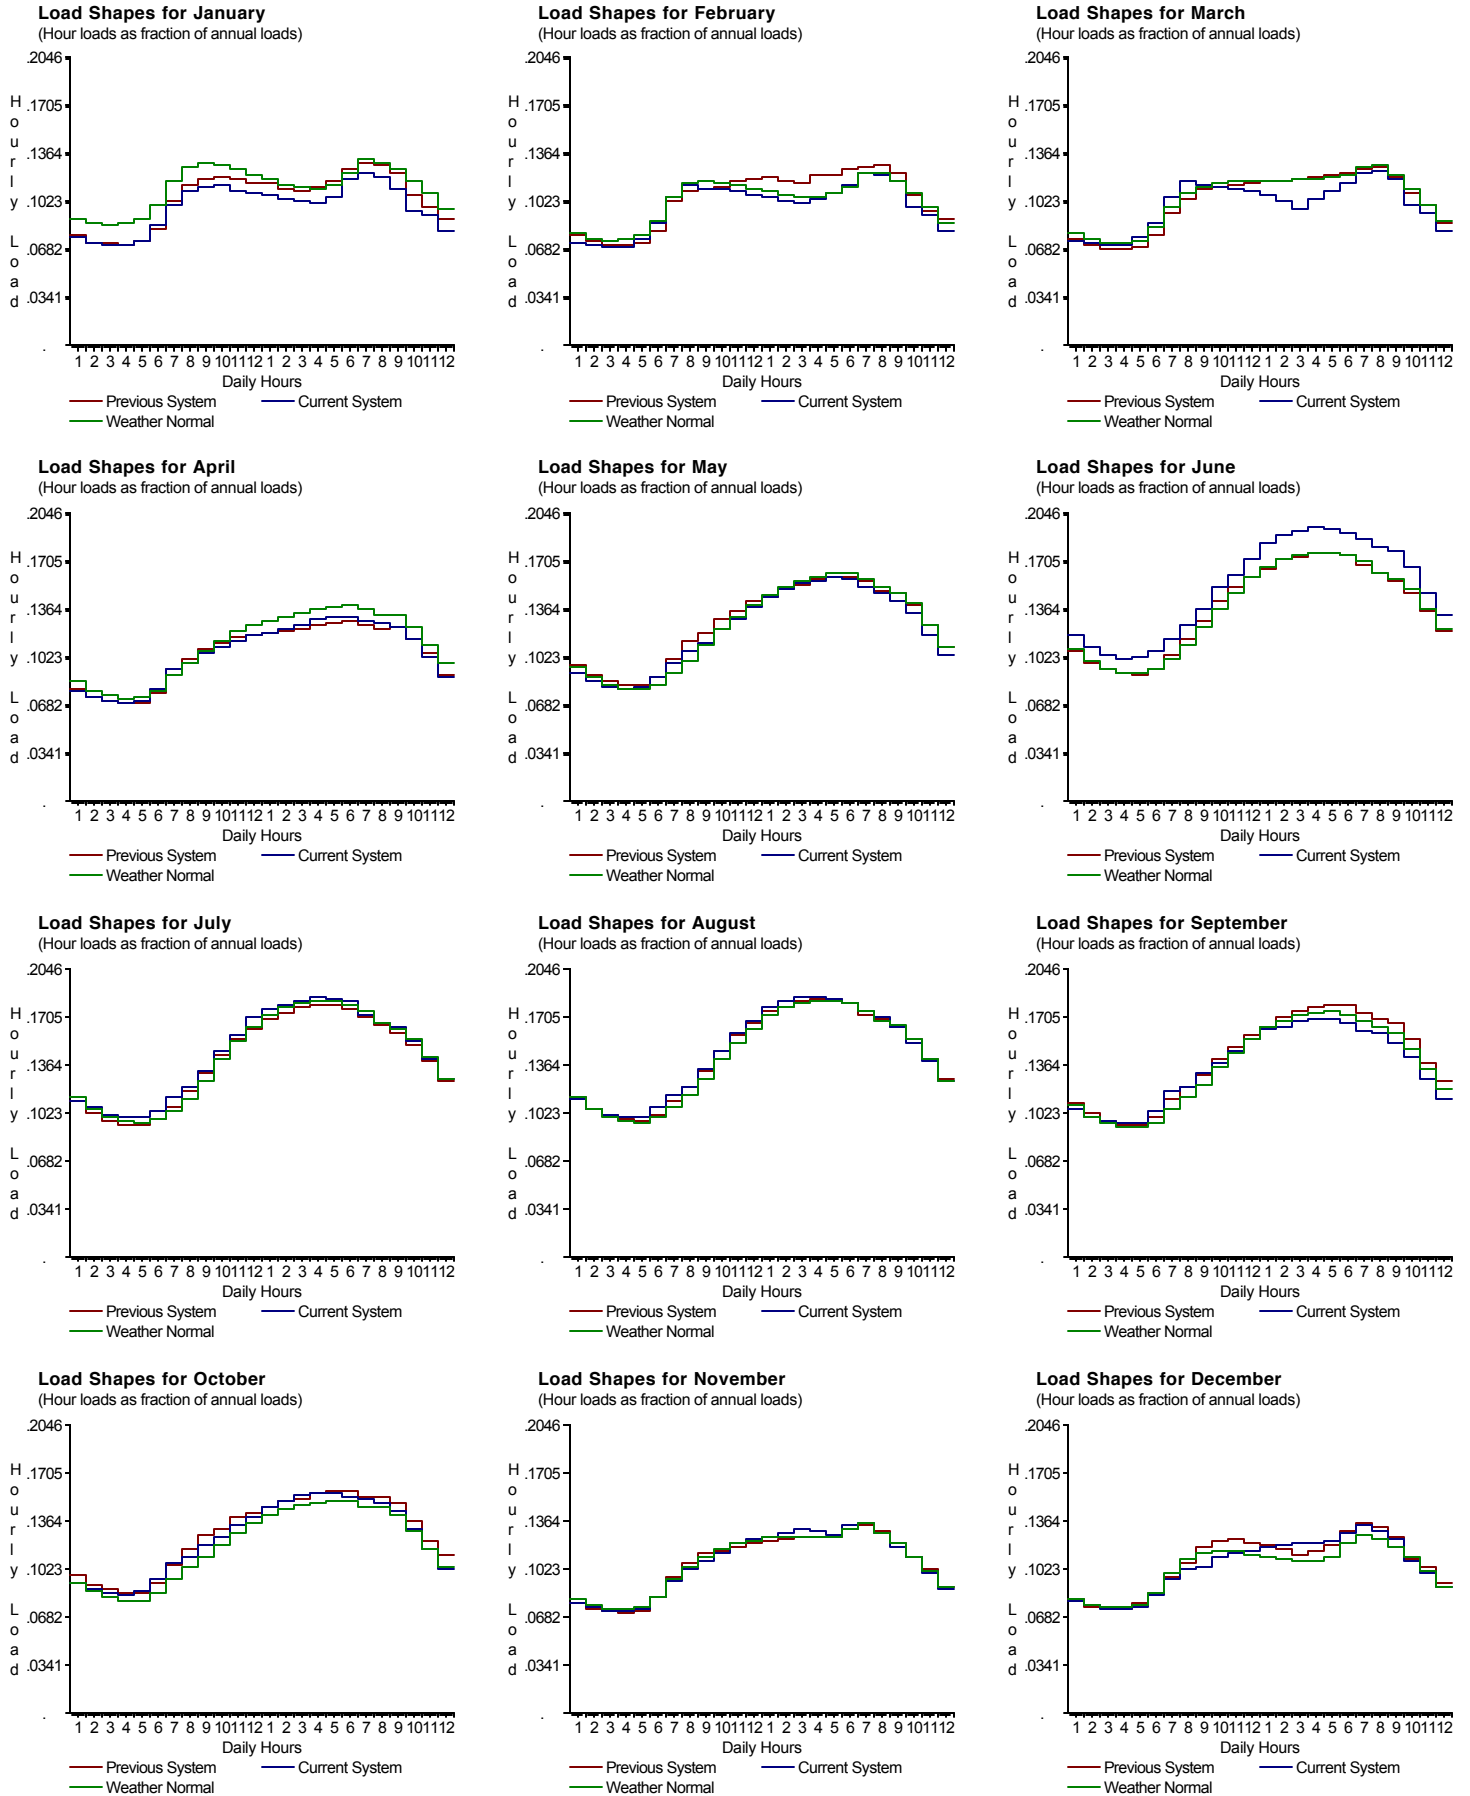 Load Shapes for January
(Hour loads as fraction of annual loads)
Hourly Load
.2046
.1705
.1364
.1023
.0682
.0341
.
1 2 3 4 5 6 7 8 9 10 11 12 1 2 3 4 5 6 7 8 9 10 11 12
Daily Hours
Previous System Current System
Weather Normal
Load Shapes for February
(Hour loads as fraction of annual loads)
Hourly Load
.2046
.1705
.1364
.1023
.0682
.0341
.
1 2 3 4 5 6 7 8 9 10 11 12 1 2 3 4 5 6 7 8 9 10 11 12
Daily Hours
Previous System Current System
Weather Normal
Load Shapes for March
(Hour loads as fraction of annual loads)
Hourly Load
.2046
.1705
.1364
.1023
.0682
.0341
.
1 2 3 4 5 6 7 8 9 10 11 12 1 2 3 4 5 6 7 8 9 10 11 12
Daily Hours
Previous System Current System
Weather Normal
Load Shapes for April
(Hour loads as fraction of annual loads)
Hourly Load
.2046
.1705
.1364
.1023
.0682
.0341
.
1 2 3 4 5 6 7 8 9 10 11 12 1 2 3 4 5 6 7 8 9 10 11 12
Daily Hours
Previous System Current System
Weather Normal
Load Shapes for May
(Hour loads as fraction of annual loads)
Hourly Load
.2046
.1705
.1364
.1023
.0682
.0341
.
1 2 3 4 5 6 7 8 9 10 11 12 1 2 3 4 5 6 7 8 9 10 11 12
Daily Hours
Previous System Current System
Weather Normal
Load Shapes for June
(Hour loads as fraction of annual loads)
Hourly Load
.2046
.1705
.1364
.1023
.0682
.0341
.
1 2 3 4 5 6 7 8 9 10 11 12 1 2 3 4 5 6 7 8 9 10 11 12
Daily Hours
Previous System Current System
Weather Normal
Load Shapes for July
(Hour loads as fraction of annual loads)
Hourly Load
.2046
.1705
.1364
.1023
.0682
.0341
.
1 2 3 4 5 6 7 8 9 10 11 12 1 2 3 4 5 6 7 8 9 10 11 12
Daily Hours
Previous System Current System
Weather Normal
Load Shapes for August
(Hour loads as fraction of annual loads)
Hourly Load
.2046
.1705
.1364
.1023
.0682
.0341
.
1 2 3 4 5 6 7 8 9 10 11 12 1 2 3 4 5 6 7 8 9 10 11 12
Daily Hours
Previous System Current System
Weather Normal
Load Shapes for September
(Hour loads as fraction of annual loads)
Hourly Load
.2046
.1705
.1364
.1023
.0682
.0341
.
1 2 3 4 5 6 7 8 9 10 11 12 1 2 3 4 5 6 7 8 9 10 11 12
Daily Hours
Previous System Current System
Weather Normal
Load Shapes for October
(Hour loads as fraction of annual loads)
Hourly Load
.2046
.1705
.1364
.1023
.0682
.0341
.
1 2 3 4 5 6 7 8 9 10 11 12 1 2 3 4 5 6 7 8 9 10 11 12
Daily Hours
Previous System Current System
Weather Normal
Load Shapes for November
(Hour loads as fraction of annual loads)
Hourly Load
.2046
.1705
.1364
.1023
.0682
.0341
.
1 2 3 4 5 6 7 8 9 10 11 12 1 2 3 4 5 6 7 8 9 10 11 12
Daily Hours
Previous System Current System
Weather Normal
Load Shapes for December
(Hour loads as fraction of annual loads)
Hourly Load
.2046
.1705
.1364
.1023
.0682
.0341
.
1 2 3 4 5 6 7 8 9 10 11 12 1 2 3 4 5 6 7 8 9 10 11 12
Daily Hours
Previous System Current System
Weather Normal